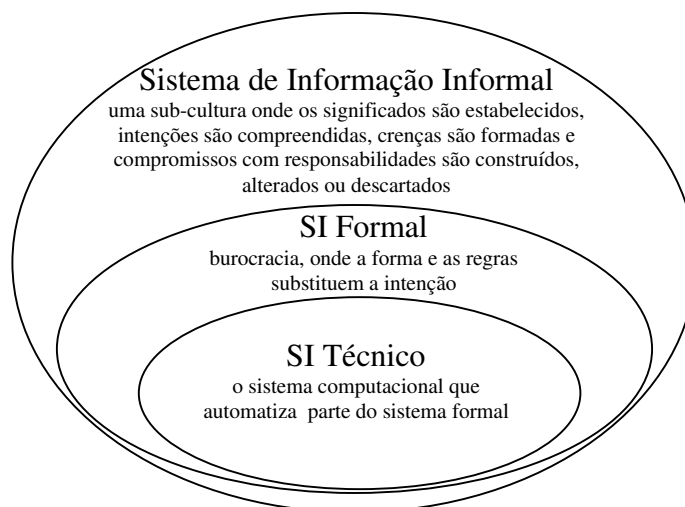 Sistema de Informação Informal
uma sub-cultura onde os significados são estabelecidos,
intenções são compreendidas, crenças são formadas e
compromissos com responsabilidades são construídos,
alterados ou descartados
SI Formal
burocracia, onde a forma e as regras
substituem a intenção
SI Técnico
o sistema computacional que
automatiza parte do sistema formal